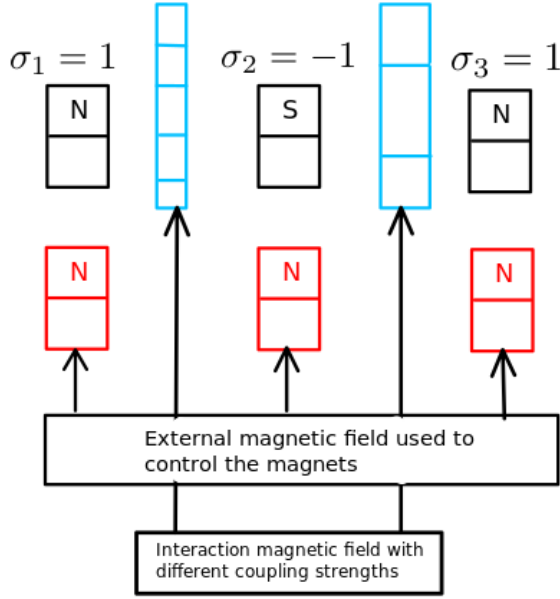 σ₁ = 1
σ₂ = −1
σ₃ = 1
N
S
N
N
N
N
External magnetic field used to
control the magnets
Interaction magnetic field with
different coupling strengths